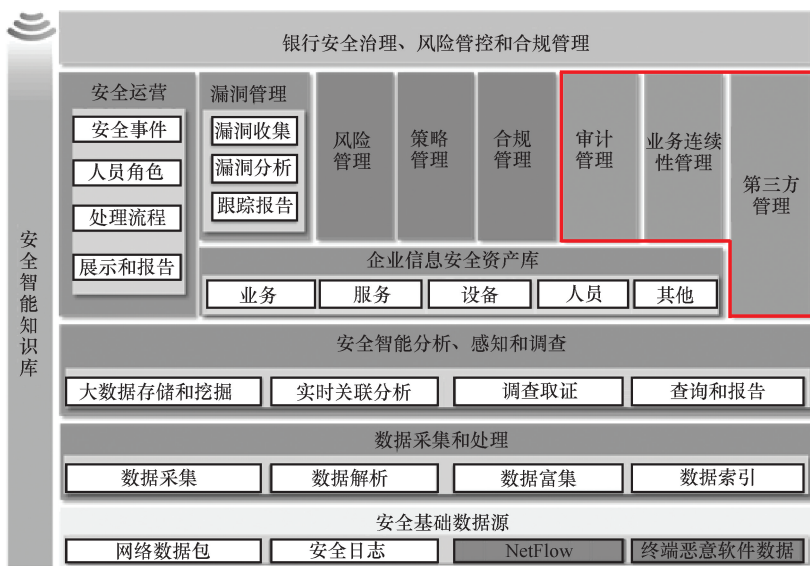 银行安全治理、风险管控和合规管理
安全运营
安全事件
人员角色
处理流程
展示和报告
漏洞管理
漏洞收集
漏洞分析
跟踪报告
风险
管理
策略
管理
合规
管理
审计
管理
业务连续
性管理
第三方
管理
企业信息安全资产库
业务
服务
设备
人员
其他
安全智能知识库
安全智能分析、感知和调查
大数据存储和挖掘
实时关联分析
调查取证
查询和报告
数据采集和处理
数据采集
数据解析
数据富集
数据索引
安全基础数据源
网络数据包
安全日志
NetFlow
终端恶意软件数据